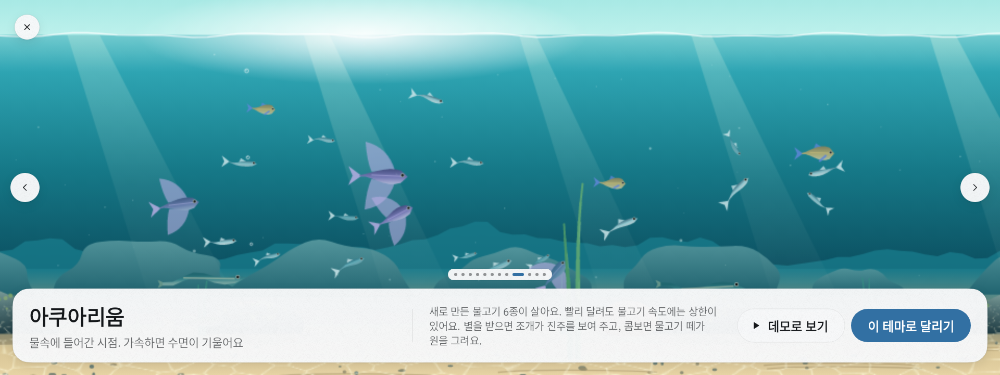 아쿠아리움
물속에 들어간 시점. 가속하면 수면이 기울어요
새로 만든 물고기 6종이 살아요. 빨리 달려도 물고기 속도에는 상한이
있어요. 별을 받으면 조개가 진주를 보여 주고, 콤보면 물고기 떼가
원을 그려요.
데모로 보기
이 테마로 달리기